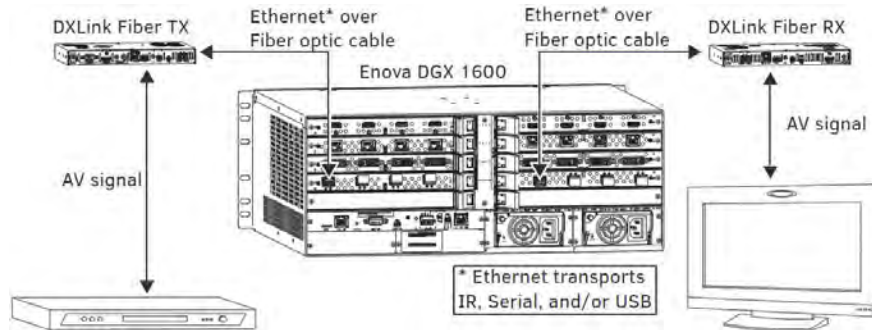 DXLink Fiber TX
Ethernet* over
Fiber optic cable
Ethernet* over
Fiber optic cable
DXLink Fiber RX
Enova DGX 1600
AV signal
AV signal
* Ethernet transports
IR, Serial, and/or USB